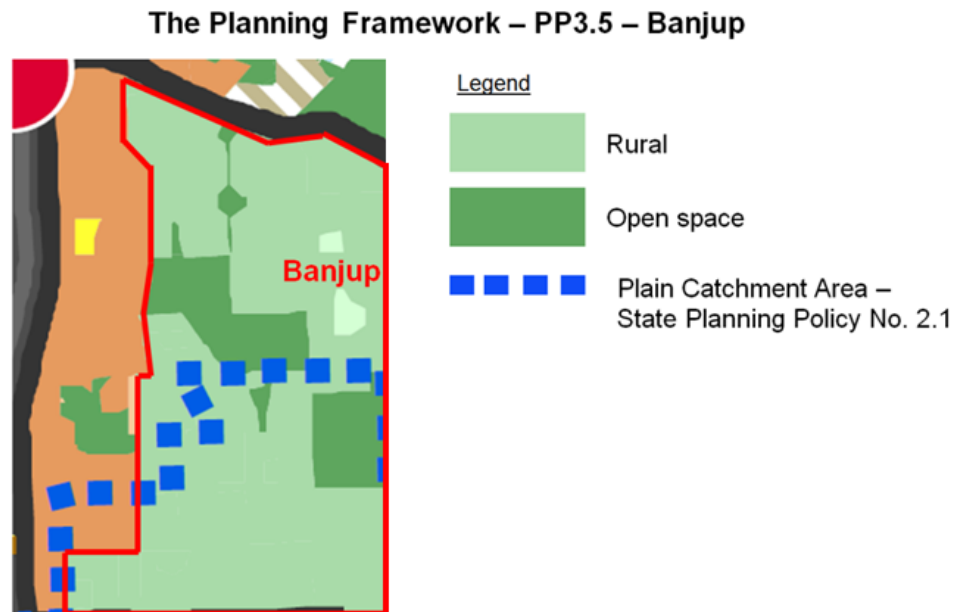 The Planning Framework – PP3.5 – Banjup
Legend
Rural
Open space
Banjup
Plain Catchment Area –
State Planning Policy No. 2.1